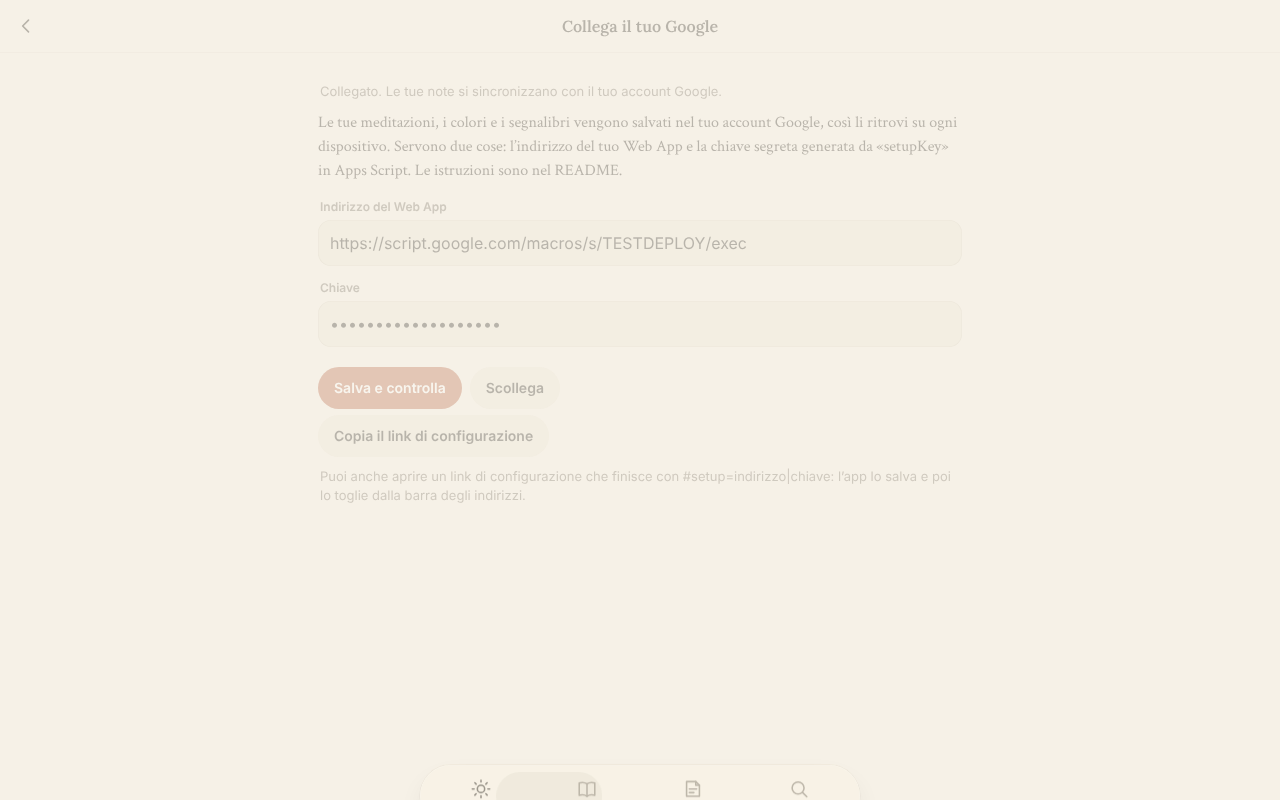 Collega il tuo Google
Collegato. Le tue note si sincronizzano con il tuo account Google.
Le tue meditazioni, i colori e i segnalibri vengono salvati nel tuo account Google, così li ritrovi su ogni
dispositivo. Servono due cose: l’indirizzo del tuo Web App e la chiave segreta generata da «setupKey»
in Apps Script. Le istruzioni sono nel README.
Indirizzo del Web App
https://script.google.com/macros/s/TESTDEPLOY/exec
Chiave
•••••••••••••••••••
Salva e controlla
Scollega
Copia il link di configurazione
Puoi anche aprire un link di configurazione che finisce con #setup=indirizzo|chiave: l’app lo salva e poi
lo toglie dalla barra degli indirizzi.